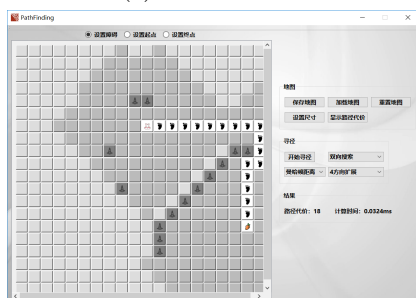 PathFinding
设置障碍 设置起点 设置终点
地图
保存地图 加载地图 重置地图
设置尺寸 显示路径代价
寻径
开始寻径 双向搜索
曼哈顿距离 4方向扩展
结果
路径代价：18 计算时间：0.0324ms